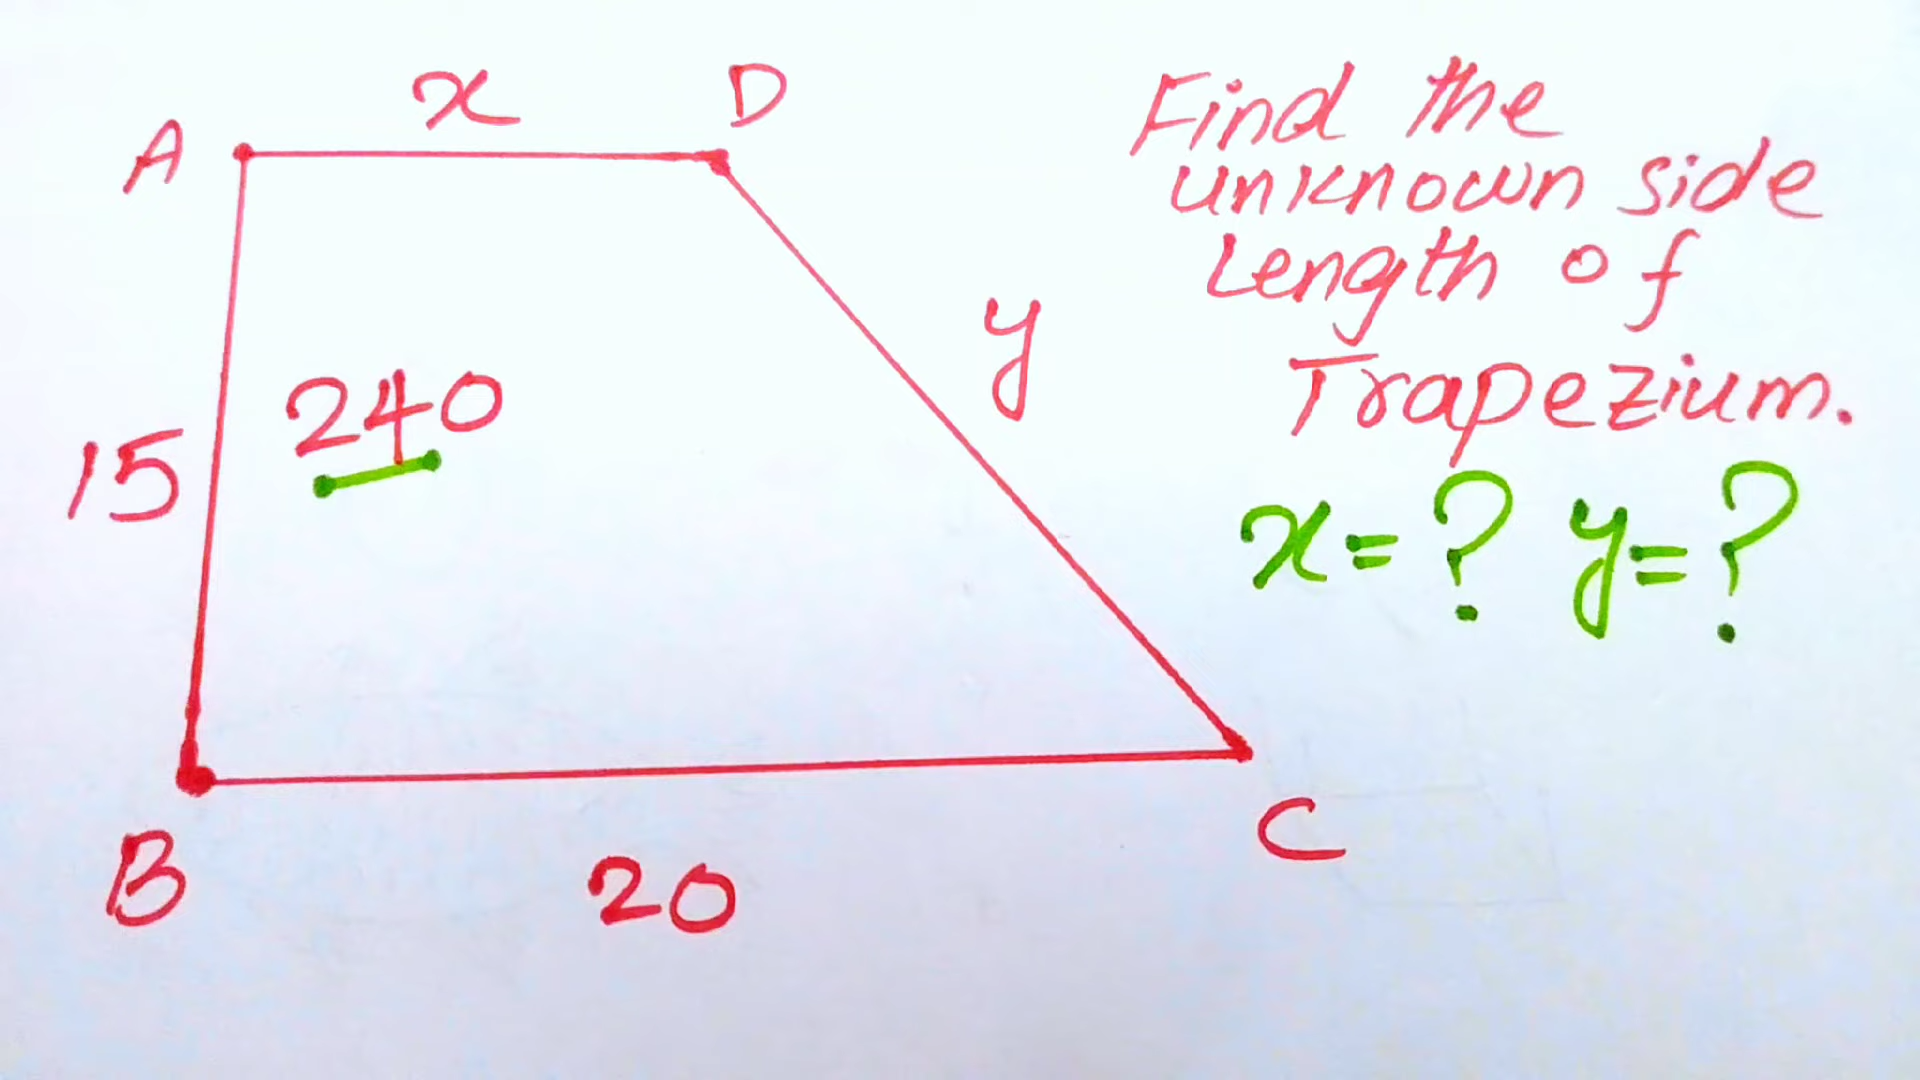 x
D
A
Find the
unknown side
Length of
Trapezium.
y
240
15
x=? y=?
B
C
20